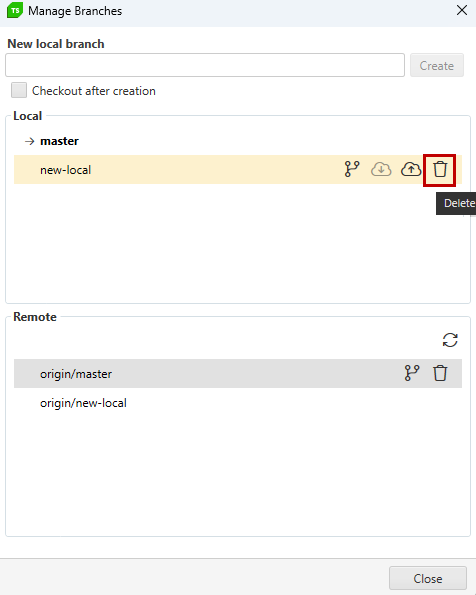 TS Manage Branches
New local branch
Create
Checkout after creation
Local
→ master
new-local
Delete
Remote
origin/master
origin/new-local
Close